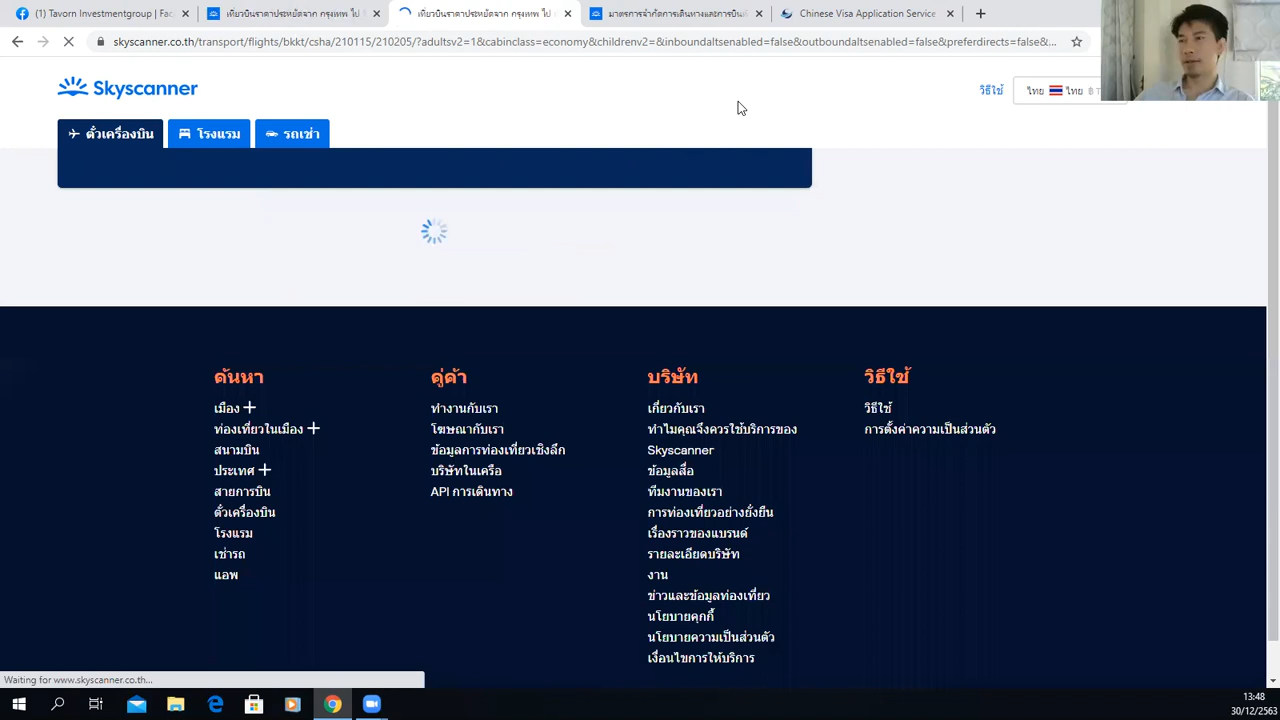 (1) Tavorn Investmentgroup | Fac
เที่ยวบินราคาประหยัดจาก กรุงเทพ ไป
เที่ยวบินราคาประหยัดจาก กรุงเทพ ไป
มาตรการจำกัดการเดินทางและการบินด้
Chinese Visa Application Service
skyscanner.co.th/transport/flights/bkkt/csha/210115/210205/?adultsv2=1&cabinclass=economy&childrenv2=&inboundaltsenabled=false&outboundaltsenabled=false&preferdirects=false&...
Skyscanner
วิธีใช้
ไทย ไทย ฿
ตั๋วเครื่องบิน
โรงแรม
รถเช่า
ค้นหา
เมือง
ท่องเที่ยวในเมือง
สนามบิน
ประเทศ
สายการบิน
ตั๋วเครื่องบิน
โรงแรม
เช่ารถ
แอพ
คู่ค้า
ทำงานกับเรา
โฆษณากับเรา
ข้อมูลการท่องเที่ยวเชิงลึก
บริษัทในเครือ
API การเดินทาง
บริษัท
เกี่ยวกับเรา
ทำไมคุณจึงควรใช้บริการของ
Skyscanner
ข้อมูลสื่อ
ทีมงานของเรา
การท่องเที่ยวอย่างยั่งยืน
เรื่องราวของแบรนด์
รายละเอียดบริษัท
งาน
ข่าวและข้อมูลท่องเที่ยว
นโยบายคุกกี้
นโยบายความเป็นส่วนตัว
เงื่อนไขการให้บริการ
วิธีใช้
วิธีใช้
การตั้งค่าความเป็นส่วนตัว
Waiting for www.skyscanner.co.th...
13:48
30/12/2563